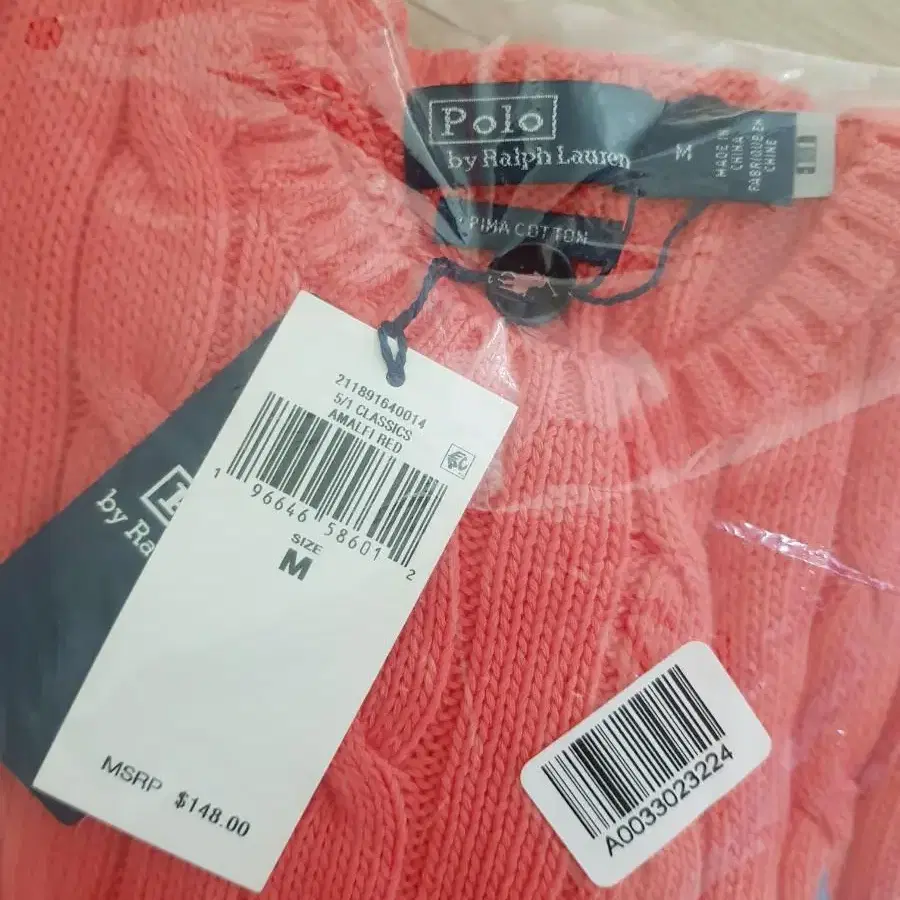 Polo
by Ralph Lauren
M
MADE IN
CHINA
FABRIQUÉ EN
CHINE
PIMA COTTON
211891640014
5/1 CLASSICS
AMALFI RED
1 96646 58601 2
SIZE
M
MSRP $148.00
by Ra
A0033023224